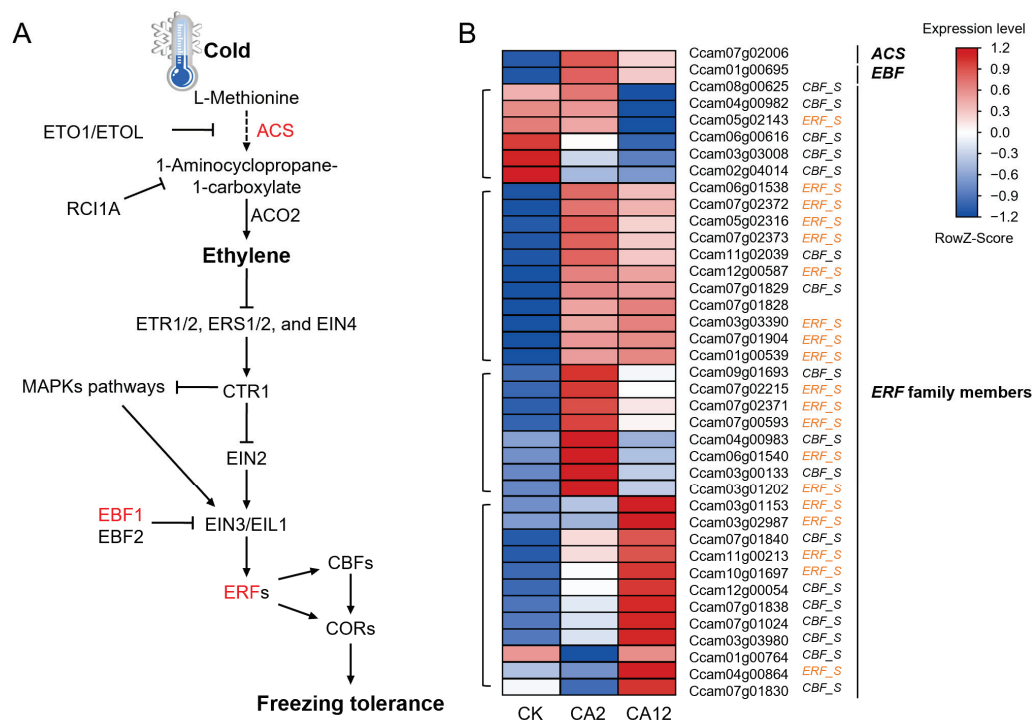 A
Cold
L-Methionine
ETO1/ETOL
ACS
1-Aminocyclopropane-
1-carboxylate
RCI1A
ACO2
Ethylene
ETR1/2, ERS1/2, and EIN4
MAPKs pathways
CTR1
EIN2
EBF1
EBF2
EIN3/EIL1
CBFs
ERFs
CORs
Freezing tolerance
B
Ccam07g02006 ACS
Ccam01g00695 EBF
Ccam08g00625 CBF_S
Ccam04g00982 CBF_S
Ccam05g02143 ERF_S
Ccam06g00616 CBF_S
Ccam03g03008 CBF_S
Ccam02g04014 CBF_S
Ccam06g01538 ERF_S
Ccam07g02372 ERF_S
Ccam05g02316 ERF_S
Ccam07g02373 ERF_S
Ccam11g02039 CBF_S
Ccam12g00587 ERF_S
Ccam07g01829 CBF_S
Ccam07g01828
Ccam03g03390 ERF_S
Ccam07g01904 ERF_S
Ccam01g00539 ERF_S
Ccam09g01693 CBF_S
Ccam07g02215 ERF_S
Ccam07g02371 ERF_S
Ccam07g00593 ERF_S
Ccam04g00983 CBF_S
Ccam06g01540 ERF_S
Ccam03g00133 CBF_S
Ccam03g01202 ERF_S
Ccam03g01153 ERF_S
Ccam03g02987 ERF_S
Ccam07g01840 CBF_S
Ccam11g00213 ERF_S
Ccam10g01697 ERF_S
Ccam12g00054 CBF_S
Ccam07g01838 CBF_S
Ccam07g01024 CBF_S
Ccam03g03980 CBF_S
Ccam01g00764 CBF_S
Ccam04g00864 ERF_S
Ccam07g01830 CBF_S
ERF family members
CK CA2 CA12
Expression level
1.2
0.9
0.6
0.3
0.0
−0.3
−0.6
−0.9
−1.2
RowZ-Score